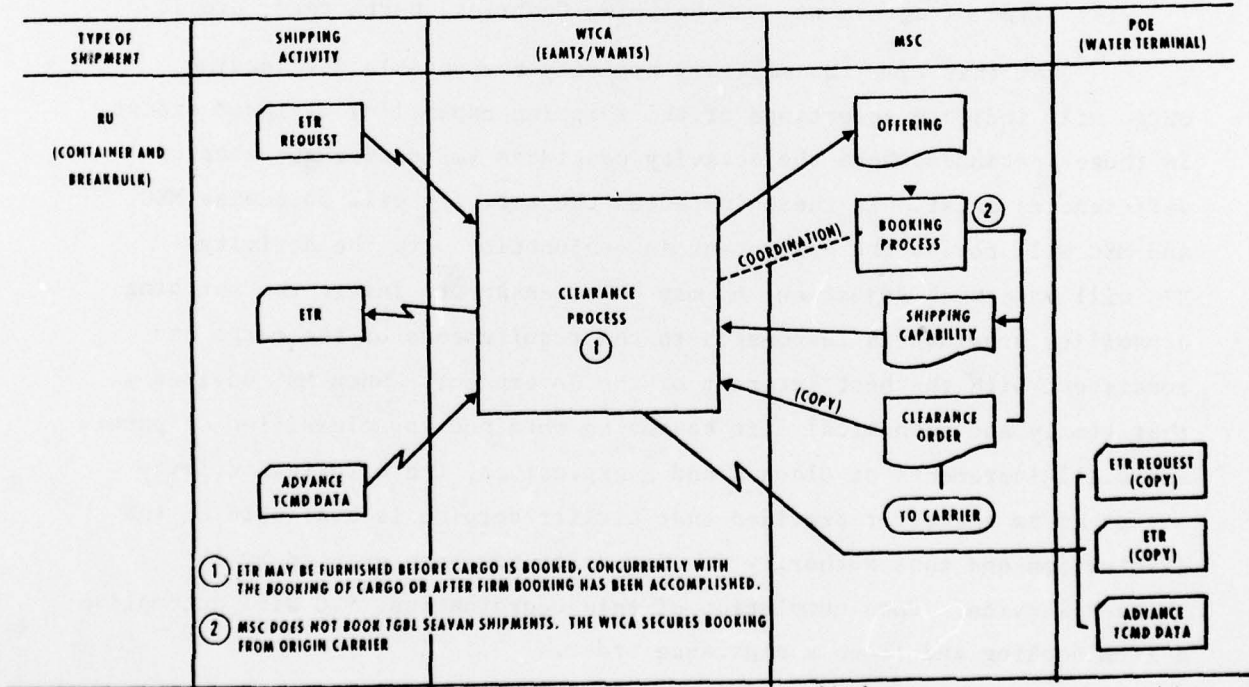 TYPE OF
SHIPMENT
SHIPPING
ACTIVITY
WTCA
(EAMTS/WAMTS)
MSC
POE
(WATER TERMINAL)
RU
(CONTAINER AND
BREAKBULK)
ETR
REQUEST
ETR
ADVANCE
TCMD DATA
CLEARANCE
PROCESS
1
COORDINATION)
(COPY)
OFFERING
2
BOOKING
PROCESS
SHIPPING
CAPABILITY
CLEARANCE
ORDER
TO CARRIER
ETR REQUEST
(COPY)
ETR
(COPY)
ADVANCE
TCMD DATA
1 ETR MAY BE FURNISHED BEFORE CARGO IS BOOKED, CONCURRENTLY WITH
THE BOOKING OF CARGO OR AFTER FIRM BOOKING HAS BEEN ACCOMPLISHED.
2 MSC DOES NOT BOOK TGBL SEAVAN SHIPMENTS. THE WTCA SECURES BOOKING
FROM ORIGIN CARRIER